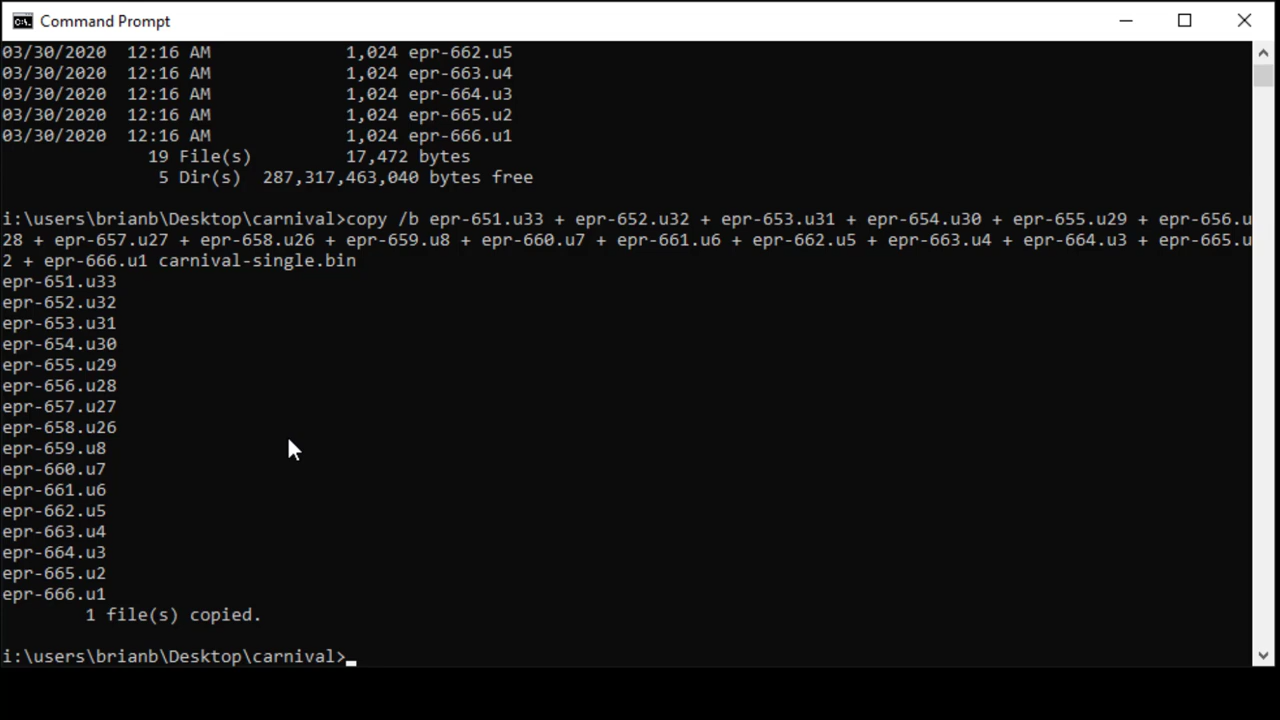 Command Prompt
03/30/2020  12:16 AM             1,024 epr-662.u5
03/30/2020  12:16 AM             1,024 epr-663.u4
03/30/2020  12:16 AM             1,024 epr-664.u3
03/30/2020  12:16 AM             1,024 epr-665.u2
03/30/2020  12:16 AM             1,024 epr-666.u1
              19 File(s)         17,472 bytes
               5 Dir(s)  287,317,463,040 bytes free
i:\users\brianb\Desktop\carnival>copy /b epr-651.u33 + epr-652.u32 + epr-653.u31 + epr-654.u30 + epr-655.u29 + epr-656.u
28 + epr-657.u27 + epr-658.u26 + epr-659.u8 + epr-660.u7 + epr-661.u6 + epr-662.u5 + epr-663.u4 + epr-664.u3 + epr-665.u
2 + epr-666.u1 carnival-single.bin
epr-651.u33
epr-652.u32
epr-653.u31
epr-654.u30
epr-655.u29
epr-656.u28
epr-657.u27
epr-658.u26
epr-659.u8
epr-660.u7
epr-661.u6
epr-662.u5
epr-663.u4
epr-664.u3
epr-665.u2
epr-666.u1
        1 file(s) copied.
i:\users\brianb\Desktop\carnival>